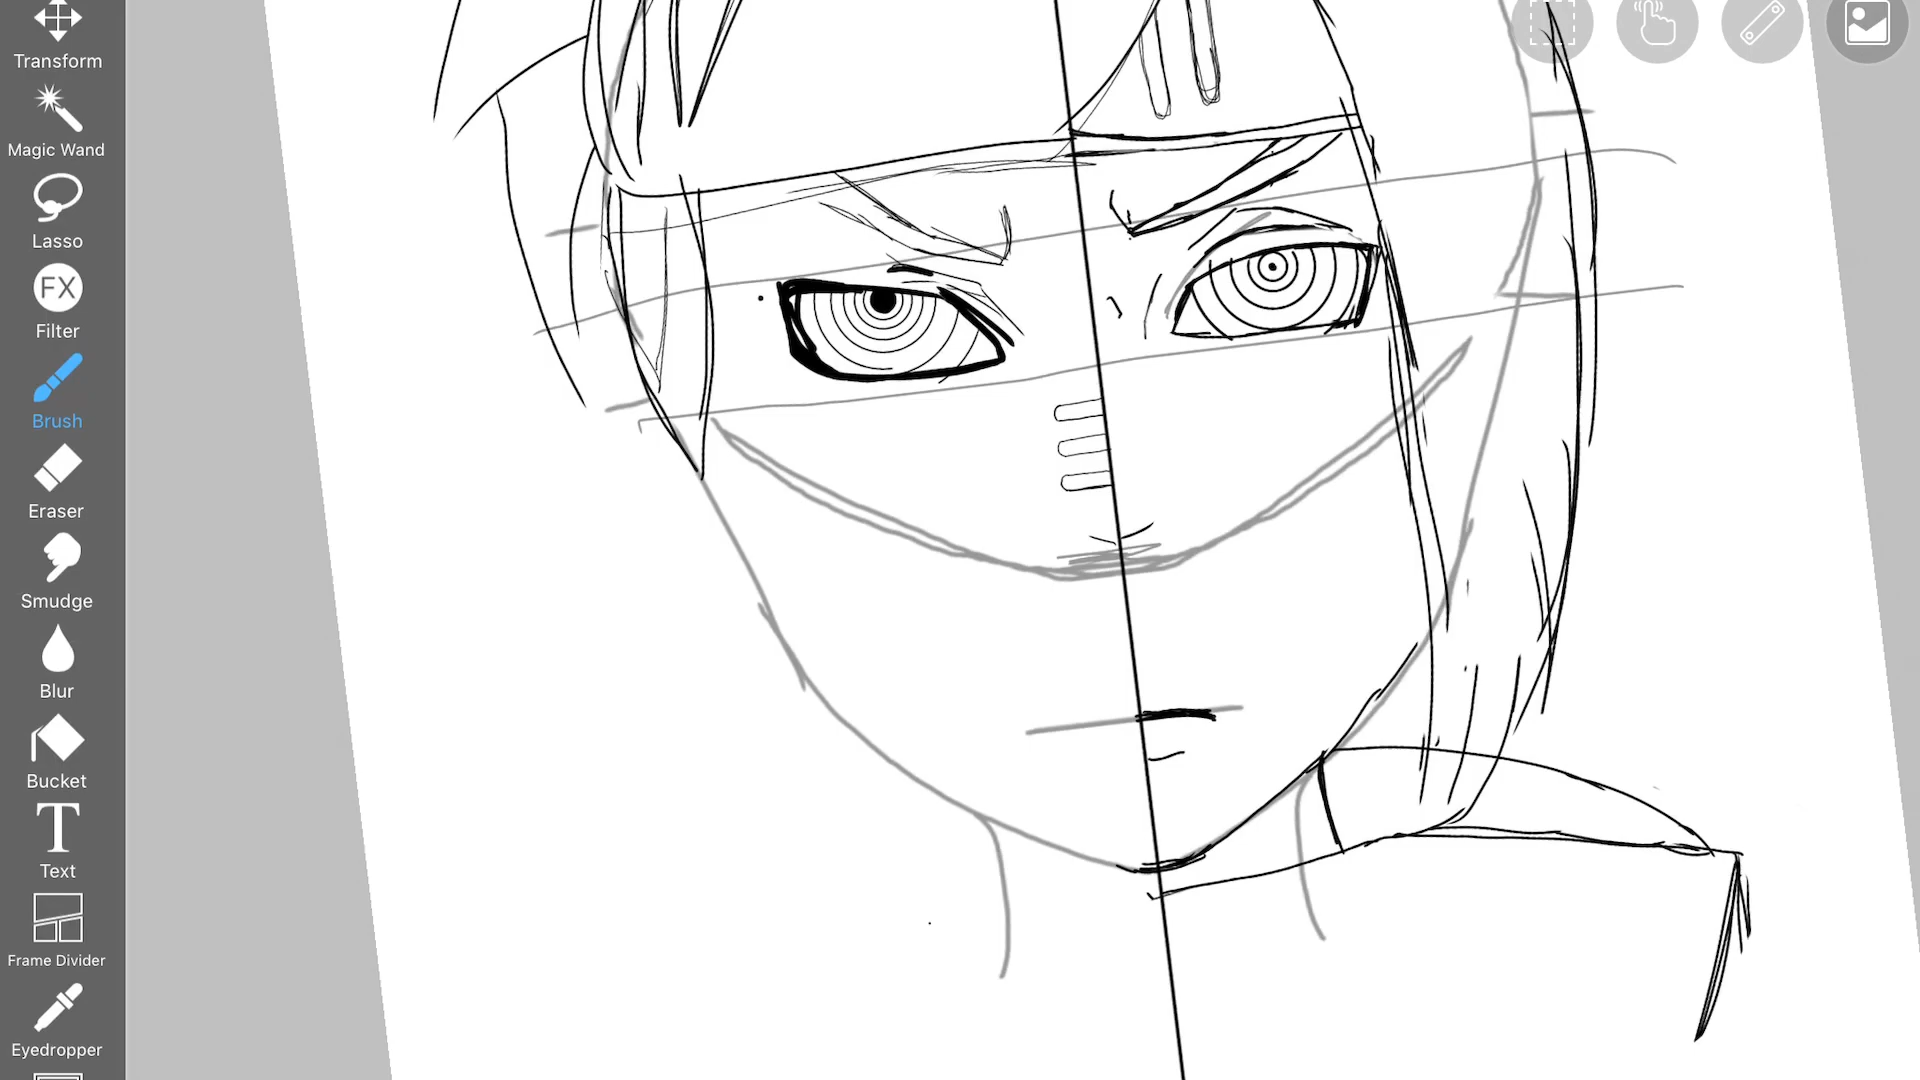 Transform
Magic Wand
Lasso
FX
Filter
Brush
Eraser
Smudge
Blur
Bucket
T
Text
Frame Divider
Eyedropper